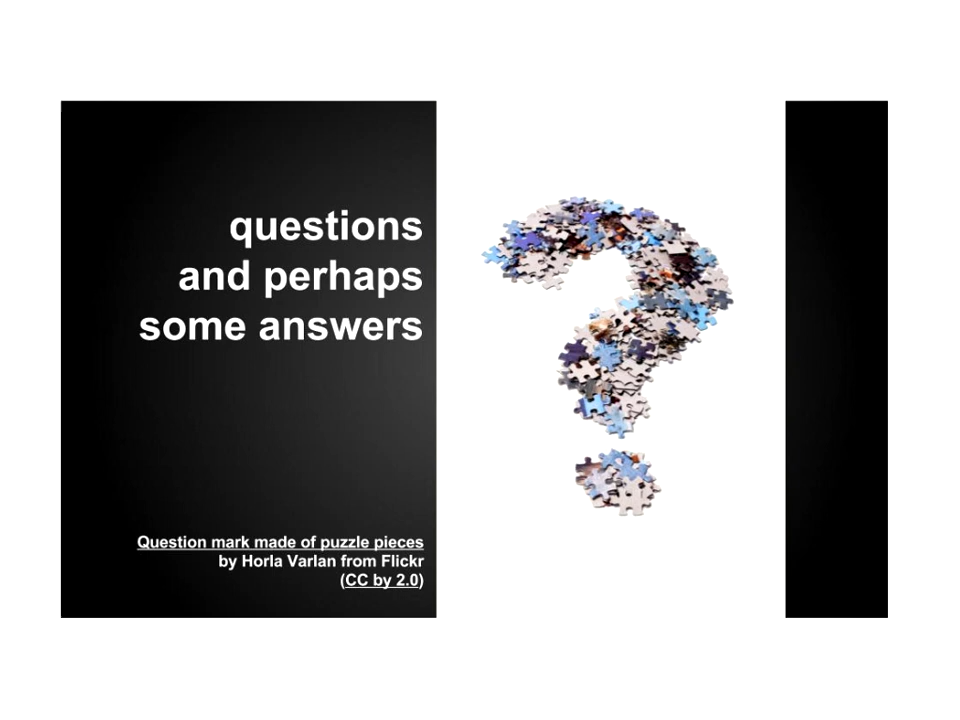 questions
and perhaps
some answers
Question mark made of puzzle pieces
by Horla Varlan from Flickr
(CC by 2.0)